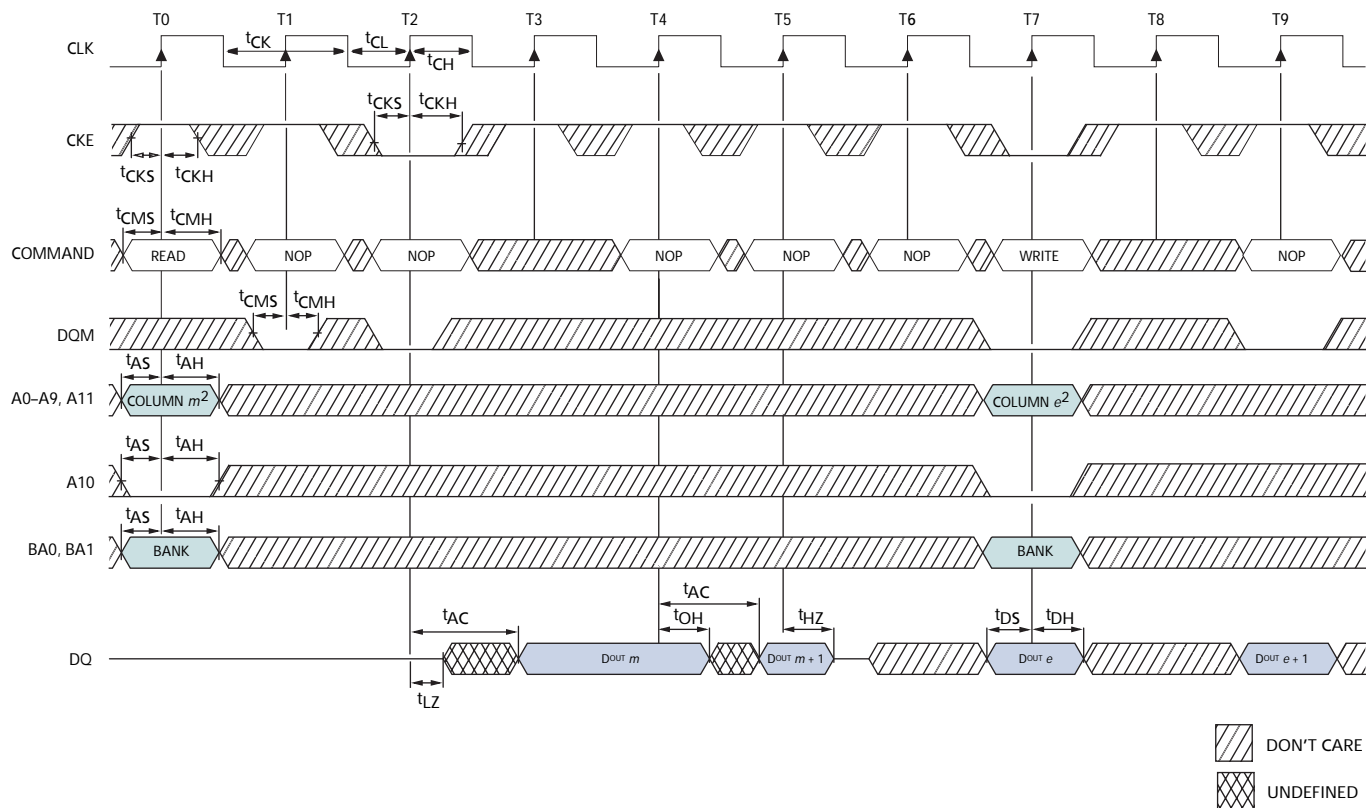 T0 T1 T2 T3 T4 T5 T6 T7 T8 T9
CLK tCK tCL tCH
tCKS tCKH
CKE
tCKS tCKH
tCMS tCMH
COMMAND READ NOP NOP NOP NOP NOP WRITE NOP
tCMS tCMH
DQM
tAS tAH
A0–A9, A11 COLUMN m2 COLUMN e2
tAS tAH
A10
tAS tAH
BA0, BA1 BANK BANK
tAC
tAC tOH tHZ tDS tDH
DQ DOUT m DOUT m + 1 DOUT e DOUT e + 1
tLZ
DON'T CARE
UNDEFINED